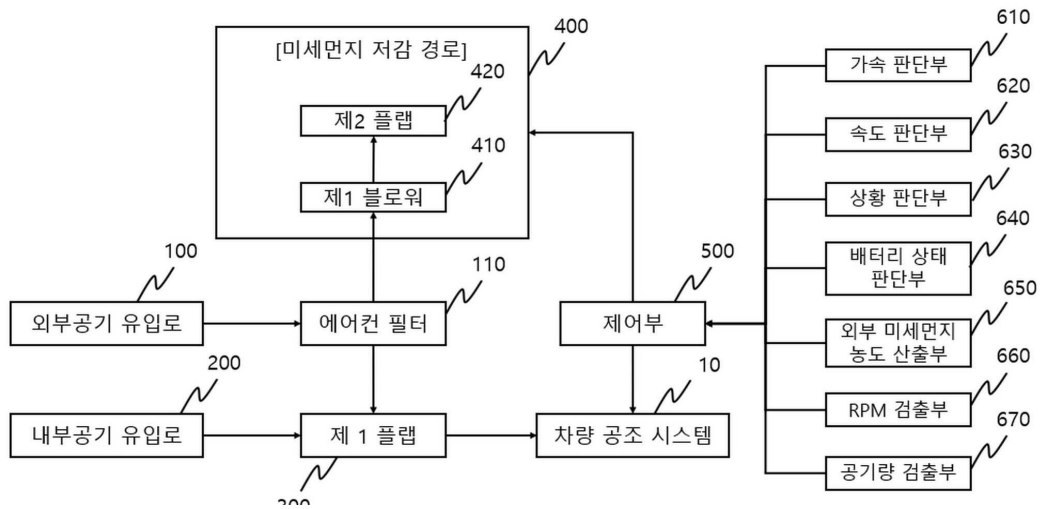 610
400
[미세먼지 저감 경로]
가속 판단부
420
620
제2 플랩
속도 판단부
410
630
제1 블로워
상황 판단부
640
100
110
500
배터리 상태
판단부
650
외부공기 유입로
에어컨 필터
제어부
외부 미세먼지
농도 산출부
200
10
660
RPM 검출부
670
내부공기 유입로
제 1 플랩
차량 공조 시스템
공기량 검출부
300